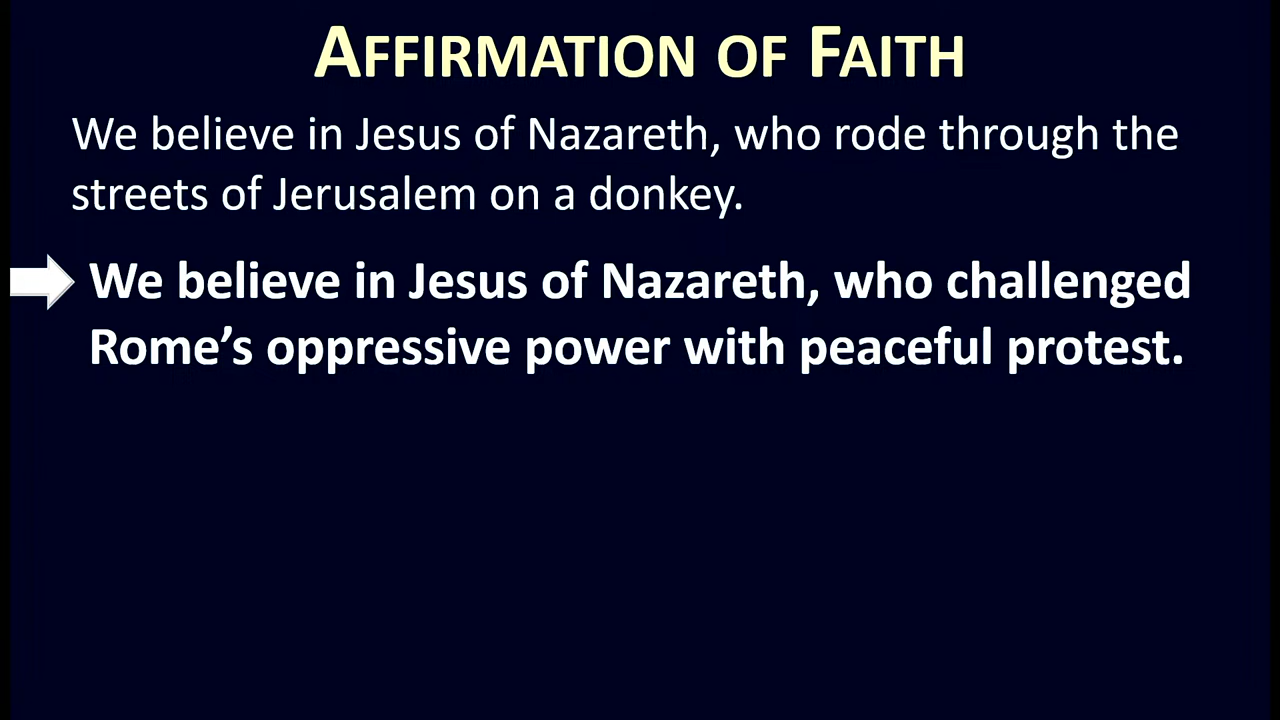 AFFIRMATION OF FAITH
We believe in Jesus of Nazareth, who rode through the
streets of Jerusalem on a donkey.
We believe in Jesus of Nazareth, who challenged
Rome’s oppressive power with peaceful protest.